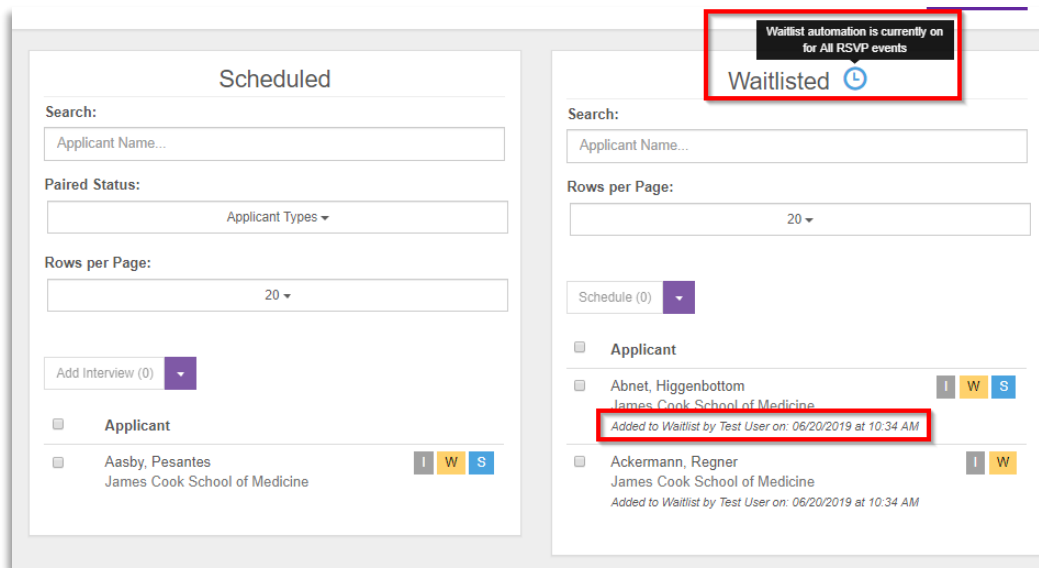 Scheduled
Search:
Applicant Name...
Paired Status:
Applicant Types
Rows per Page:
20
Add Interview (0)
Applicant
Aasby, Pesantes
I W S
James Cook School of Medicine
Waitlist automation is currently on
for All RSVP events
Waitlisted
Search:
Applicant Name...
Rows per Page:
20
Schedule (0)
Applicant
Abnet, Higgenbottom
I W S
James Cook School of Medicine
Added to Waitlist by Test User on: 06/20/2019 at 10:34 AM
Ackermann, Regner
I W
James Cook School of Medicine
Added to Waitlist by Test User on: 06/20/2019 at 10:34 AM